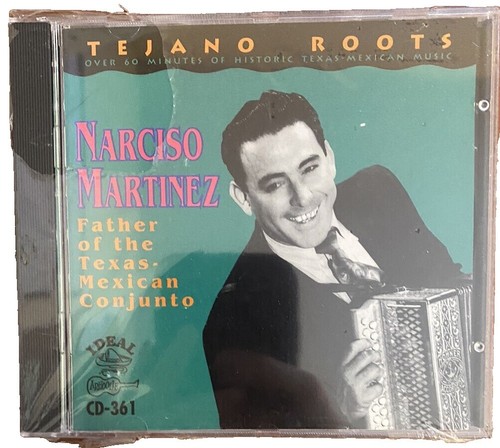 TEJANO ROOTS
OVER 60 MINUTES OF HISTORIC TEXAS-MEXICAN MUSIC
NARCISO
MARTINEZ
Father
of the
Texas-
Mexican
Conjunto
IDEAL
ARHOOLIE
CD-361